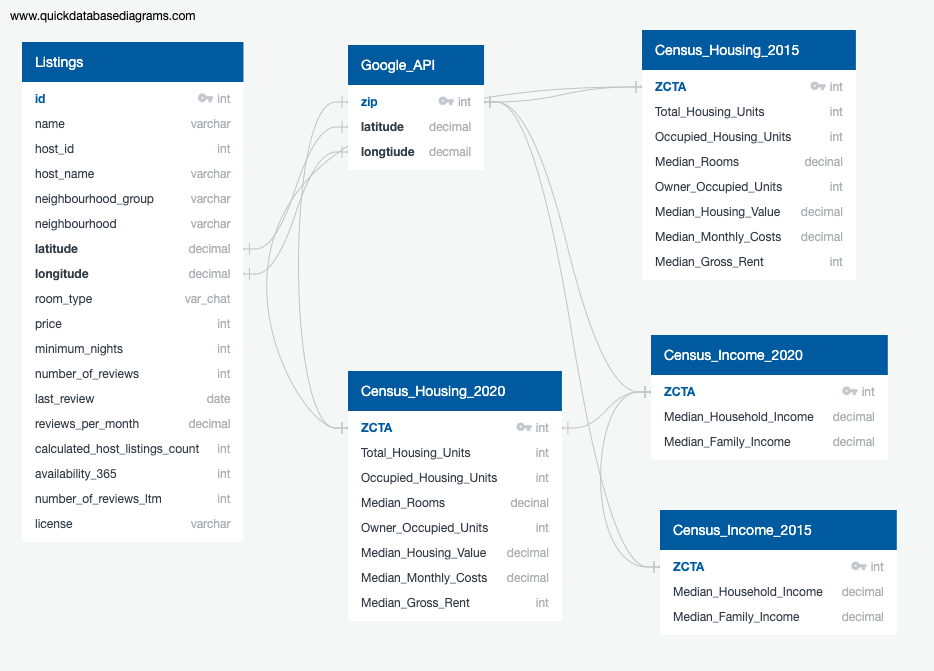 www.quickdatabasediagrams.com
Listings
id int
name varchar
host_id int
host_name varchar
neighbourhood_group varchar
neighbourhood varchar
latitude decimal
longitude decimal
room_type var_chat
price int
minimum_nights int
number_of_reviews int
last_review date
reviews_per_month decimal
calculated_host_listings_count int
availability_365 int
number_of_reviews_ltm int
license varchar
Google_API
zip int
latitude decimal
longtiude decmail
Census_Housing_2015
ZCTA int
Total_Housing_Units int
Occupied_Housing_Units int
Median_Rooms decinal
Owner_Occupied_Units int
Median_Housing_Value decimal
Median_Monthly_Costs decimal
Median_Gross_Rent int
Census_Housing_2020
ZCTA int
Total_Housing_Units int
Occupied_Housing_Units int
Median_Rooms decinal
Owner_Occupied_Units int
Median_Housing_Value decimal
Median_Monthly_Costs decimal
Median_Gross_Rent int
Census_Income_2020
ZCTA int
Median_Household_Income decimal
Median_Family_Income decimal
Census_Income_2015
ZCTA int
Median_Household_Income decimal
Median_Family_Income decimal